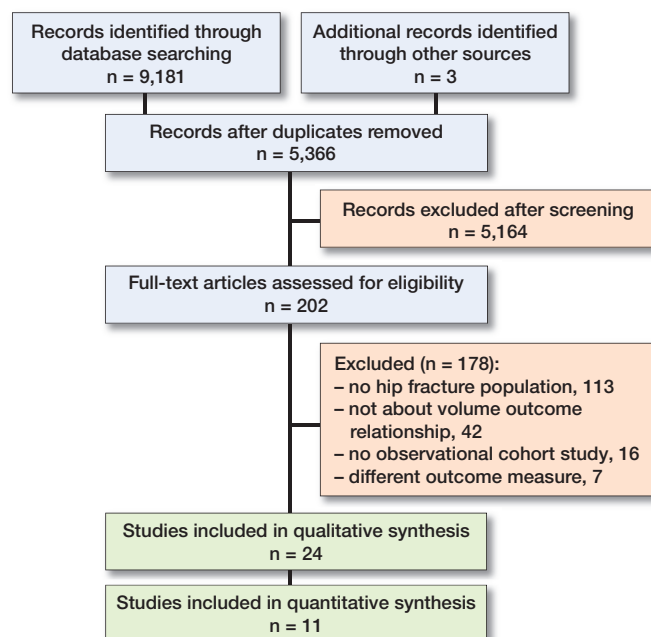 Records identified through
database searching
n = 9,181
Additional records identified
through other sources
n = 3
Records after duplicates removed
n = 5,366
Records excluded after screening
n = 5,164
Full-text articles assessed for eligibility
n = 202
Excluded (n = 178):
– no hip fracture population, 113
– not about volume outcome
relationship, 42
– no observational cohort study, 16
– different outcome measure, 7
Studies included in qualitative synthesis
n = 24
Studies included in quantitative synthesis
n = 11